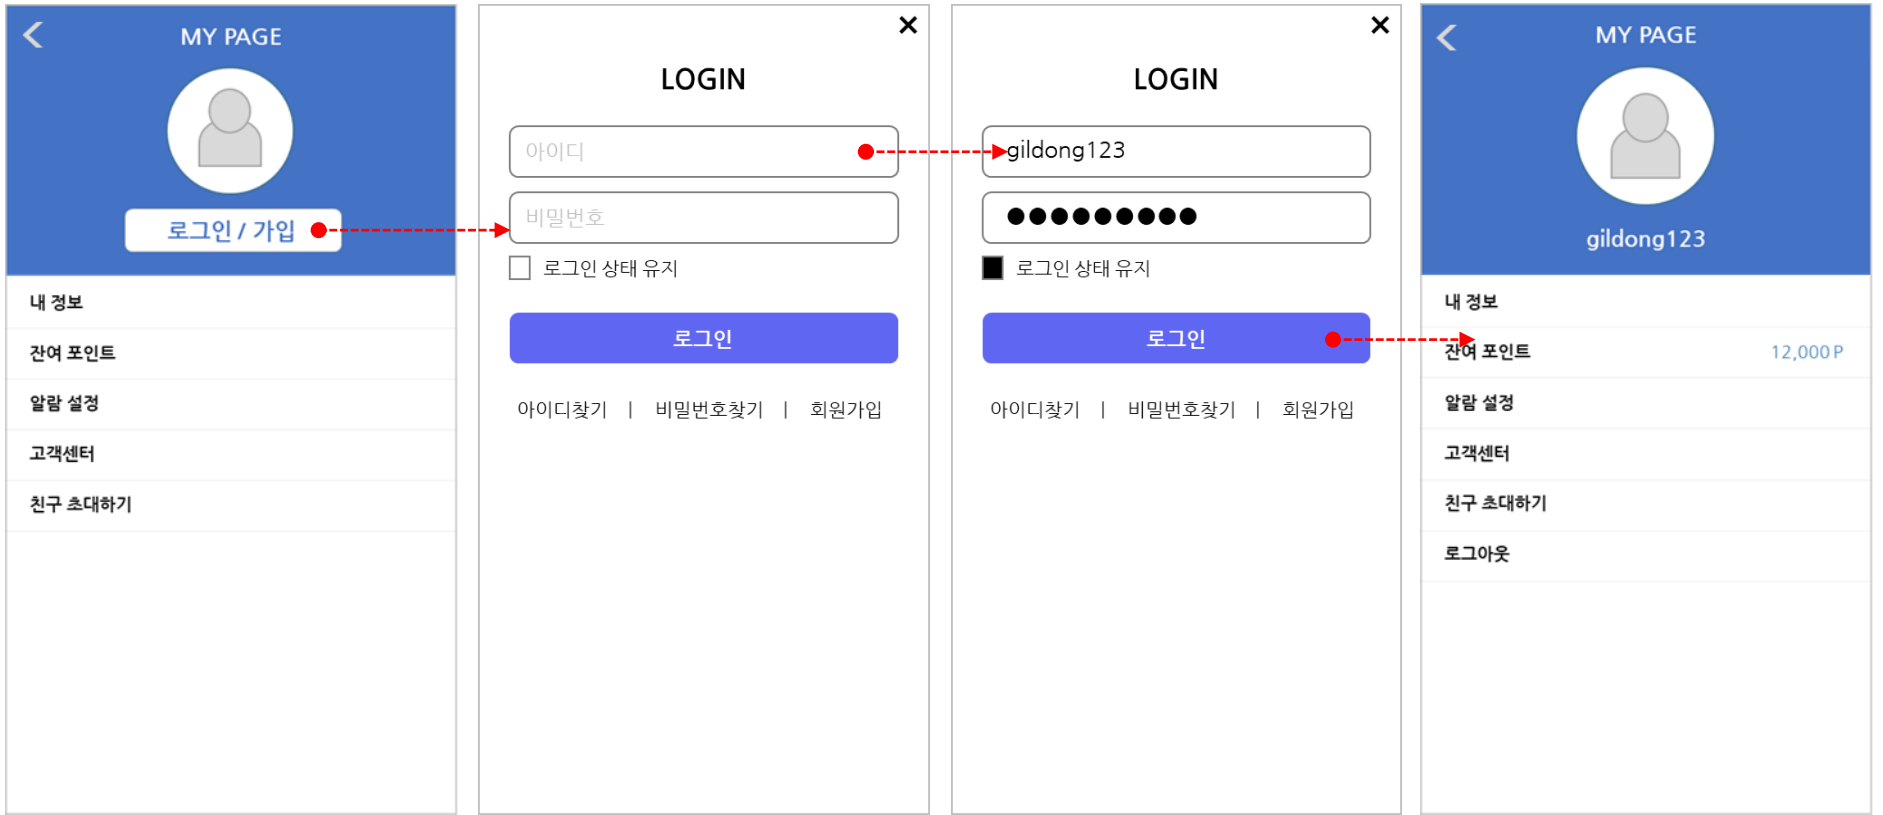 MY PAGE
로그인 / 가입
내 정보
잔여 포인트
알람 설정
고객센터
친구 초대하기
LOGIN
아이디
비밀번호
로그인 상태 유지
로그인
아이디찾기 | 비밀번호찾기 | 회원가입
LOGIN
gildong123
●●●●●●●●●
로그인 상태 유지
로그인
아이디찾기 | 비밀번호찾기 | 회원가입
MY PAGE
gildong123
내 정보
잔여 포인트 12,000 P
알람 설정
고객센터
친구 초대하기
로그아웃